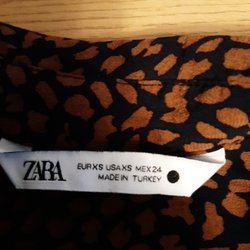 ZARA
EUR XS USA XS MEX 24
MADE IN TURKEY